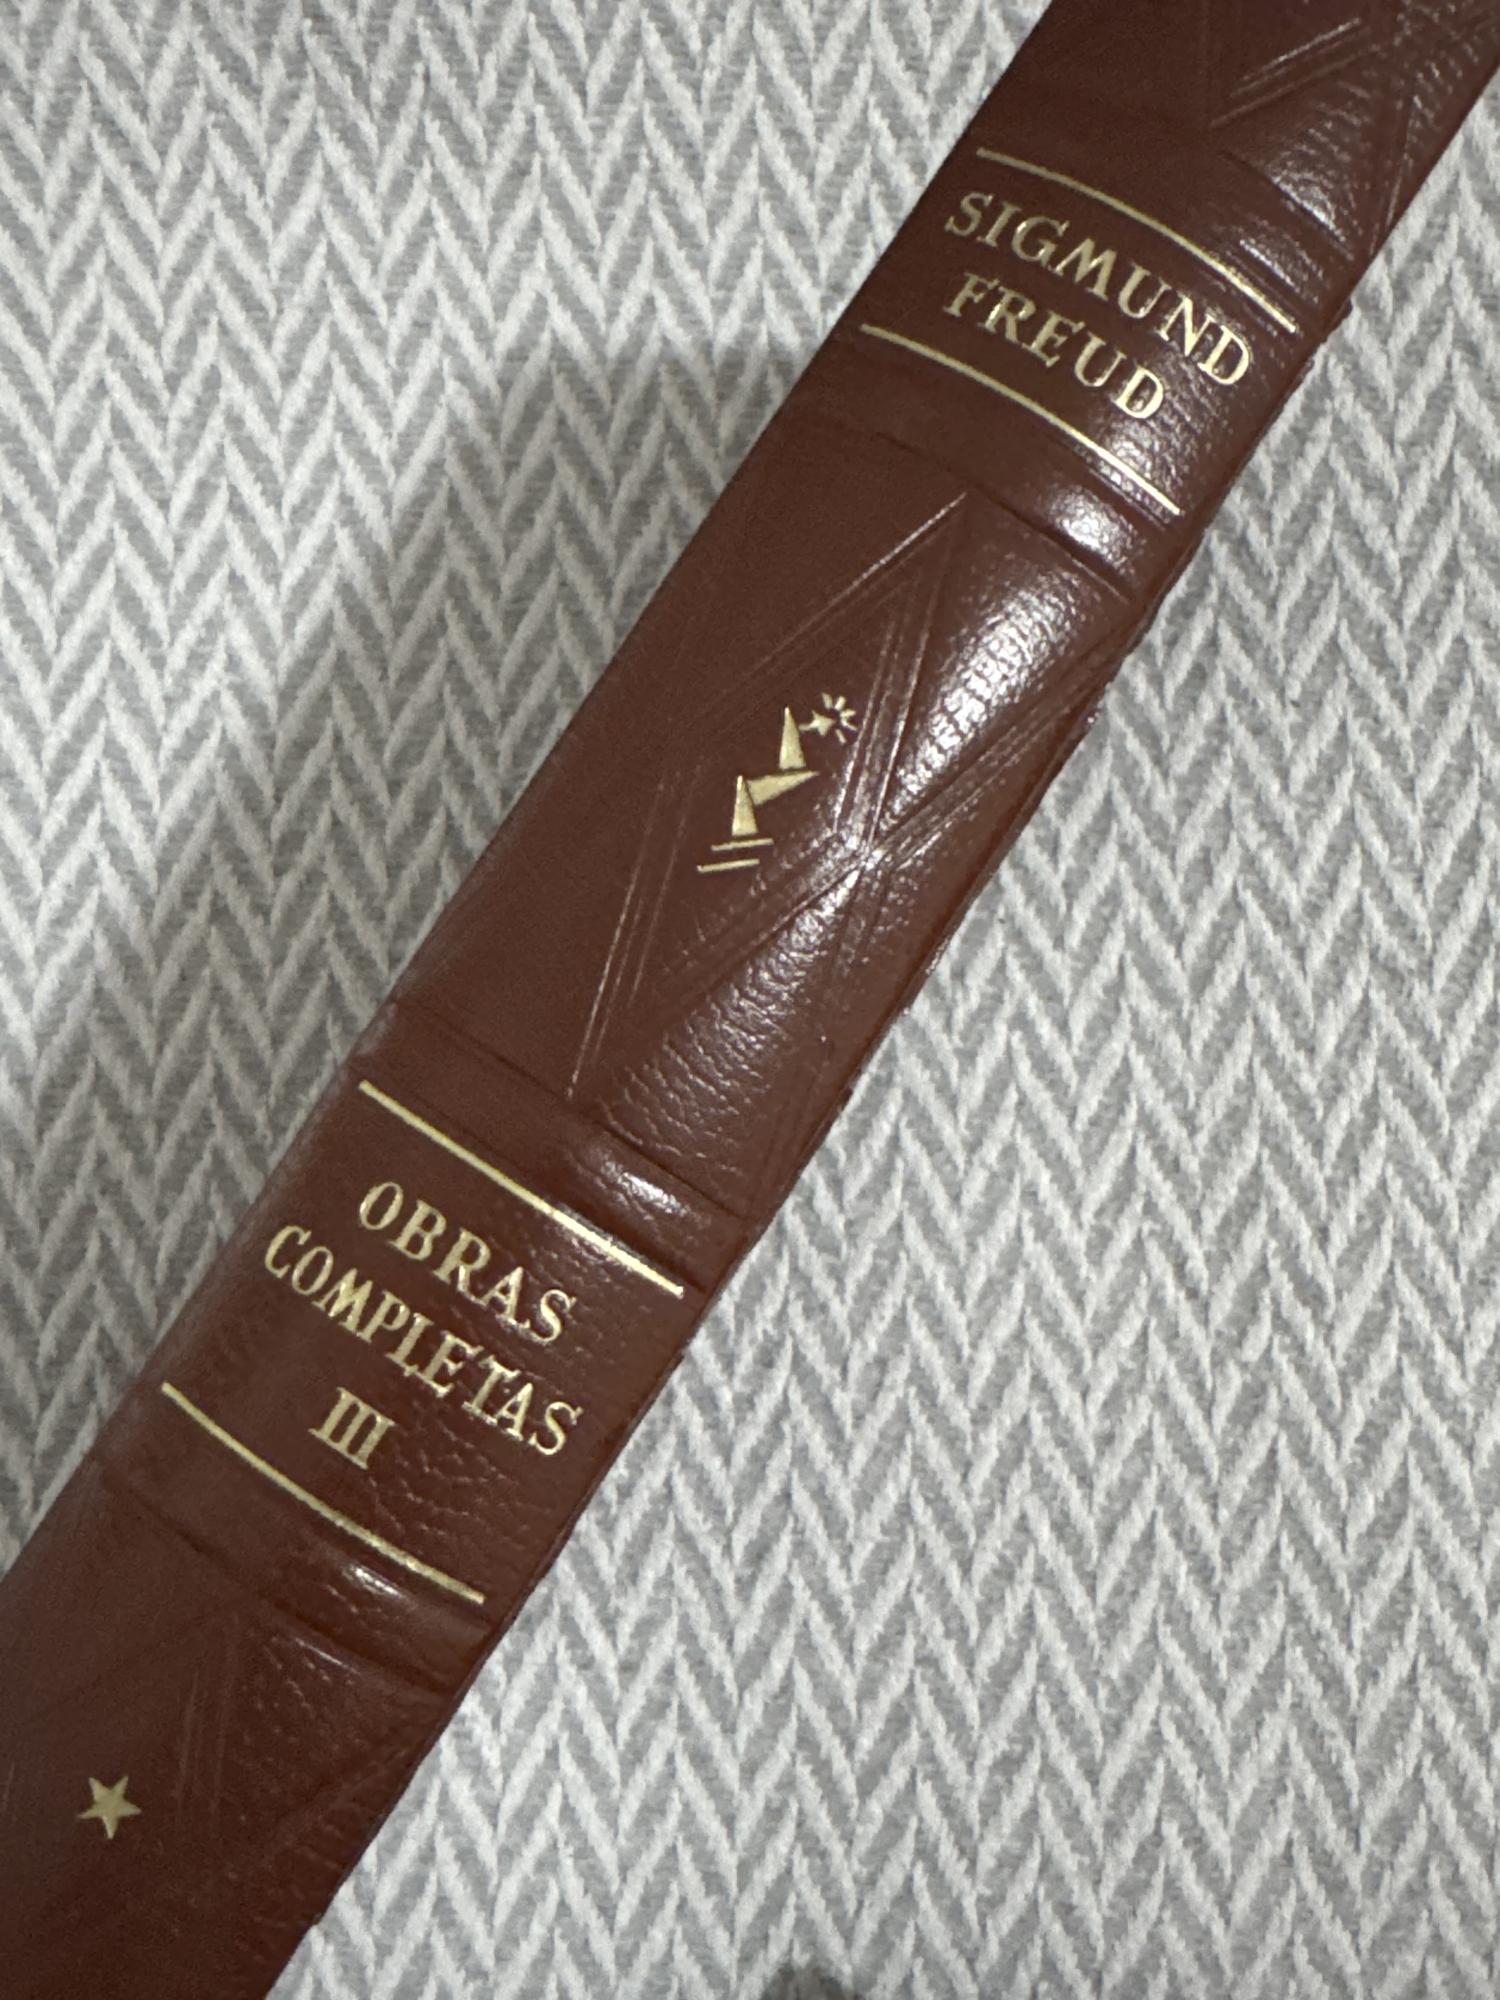 SIGMUND
FREUD
OBRAS
COMPLETAS
III